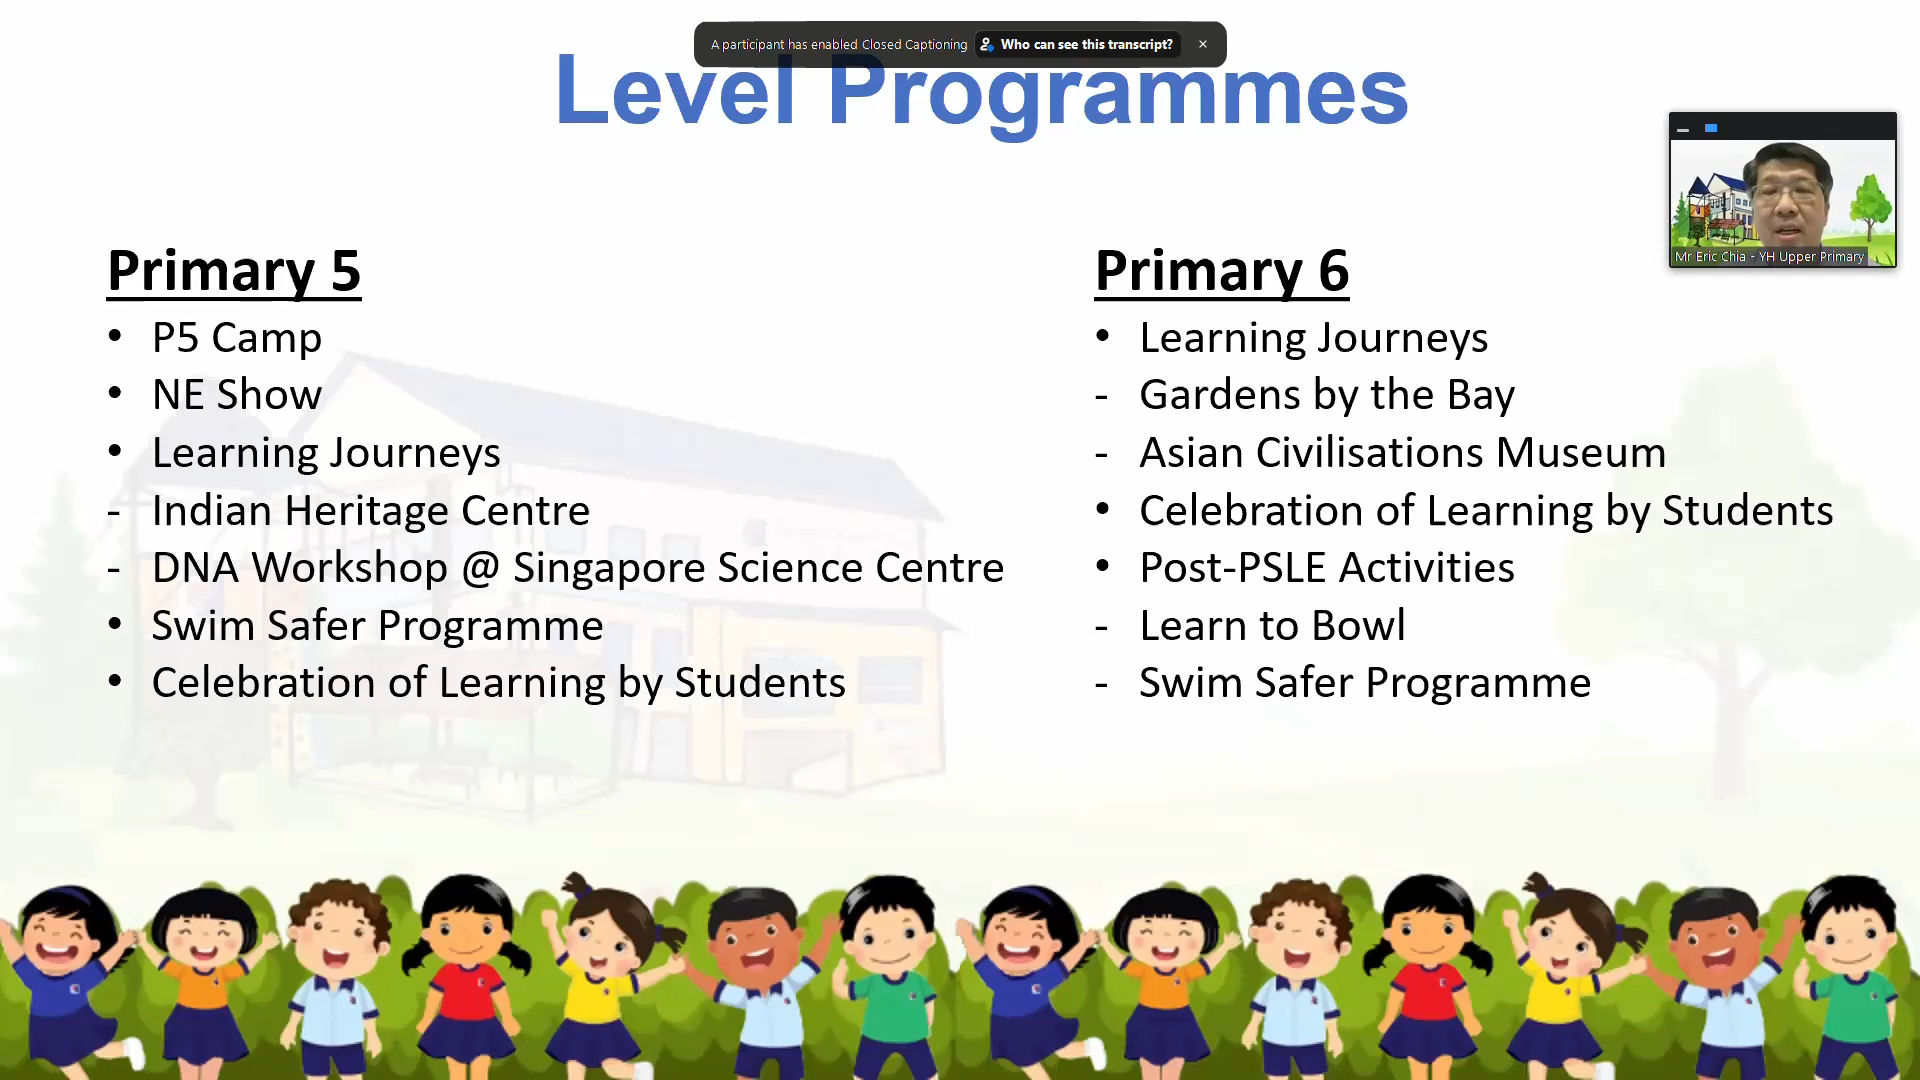 A participant has enabled Closed Captioning Who can see this transcript?
Level Programmes
Mr Eric Chia - YH Upper Primary
Primary 5
• P5 Camp
• NE Show
• Learning Journeys
- Indian Heritage Centre
- DNA Workshop @ Singapore Science Centre
• Swim Safer Programme
• Celebration of Learning by Students
Primary 6
• Learning Journeys
- Gardens by the Bay
- Asian Civilisations Museum
• Celebration of Learning by Students
• Post-PSLE Activities
- Learn to Bowl
- Swim Safer Programme